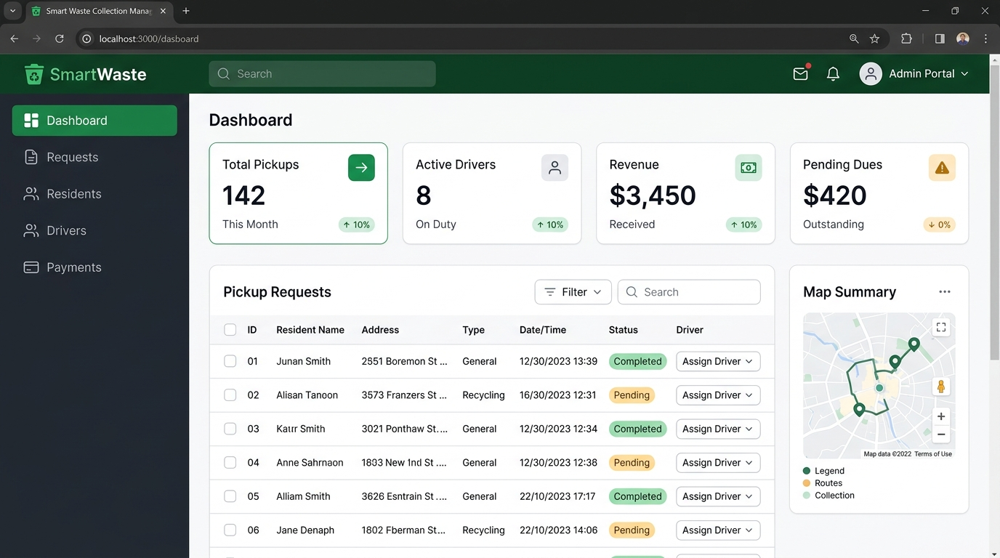 Smart Waste Collection Mana
localhost:3000/dasboard
SmartWaste
Search
Admin Portal
Dashboard
Requests
Residents
Drivers
Payments
Dashboard
Total Pickups
142
This Month
↑ 10%
Active Drivers
8
On Duty
↑ 10%
Revenue
$3,450
Received
↑ 10%
Pending Dues
$420
Outstanding
↓ 0%
Pickup Requests
Filter
Search
ID Resident Name Address Type Date/Time Status Driver
01 Junan Smith 2551 Boremon St ... General 12/30/2023 13:39 Completed Assign Driver
02 Alisan Tanoon 3573 Franzers St ... Recycling 16/30/2023 12:31 Pending Assign Driver
03 Smith 3021 Ponthaw St.... General 12/30/2023 12:34 Completed Assign Driver
04 Anne Sahrnaon 1803 New 1nd St .... General 12/30/2023 12:36 Pending Assign Driver
05 Alliam Smith 3626 Esntrain St .... General 22/10/2023 17:17 Completed Assign Driver
06 Jane Denaph 1802 Fberman St... Recycling 22/10/2023 14:06 Pending Assign Driver
Map Summary
Map data ©2022 Terms of Use
Legend
Routes
Collection